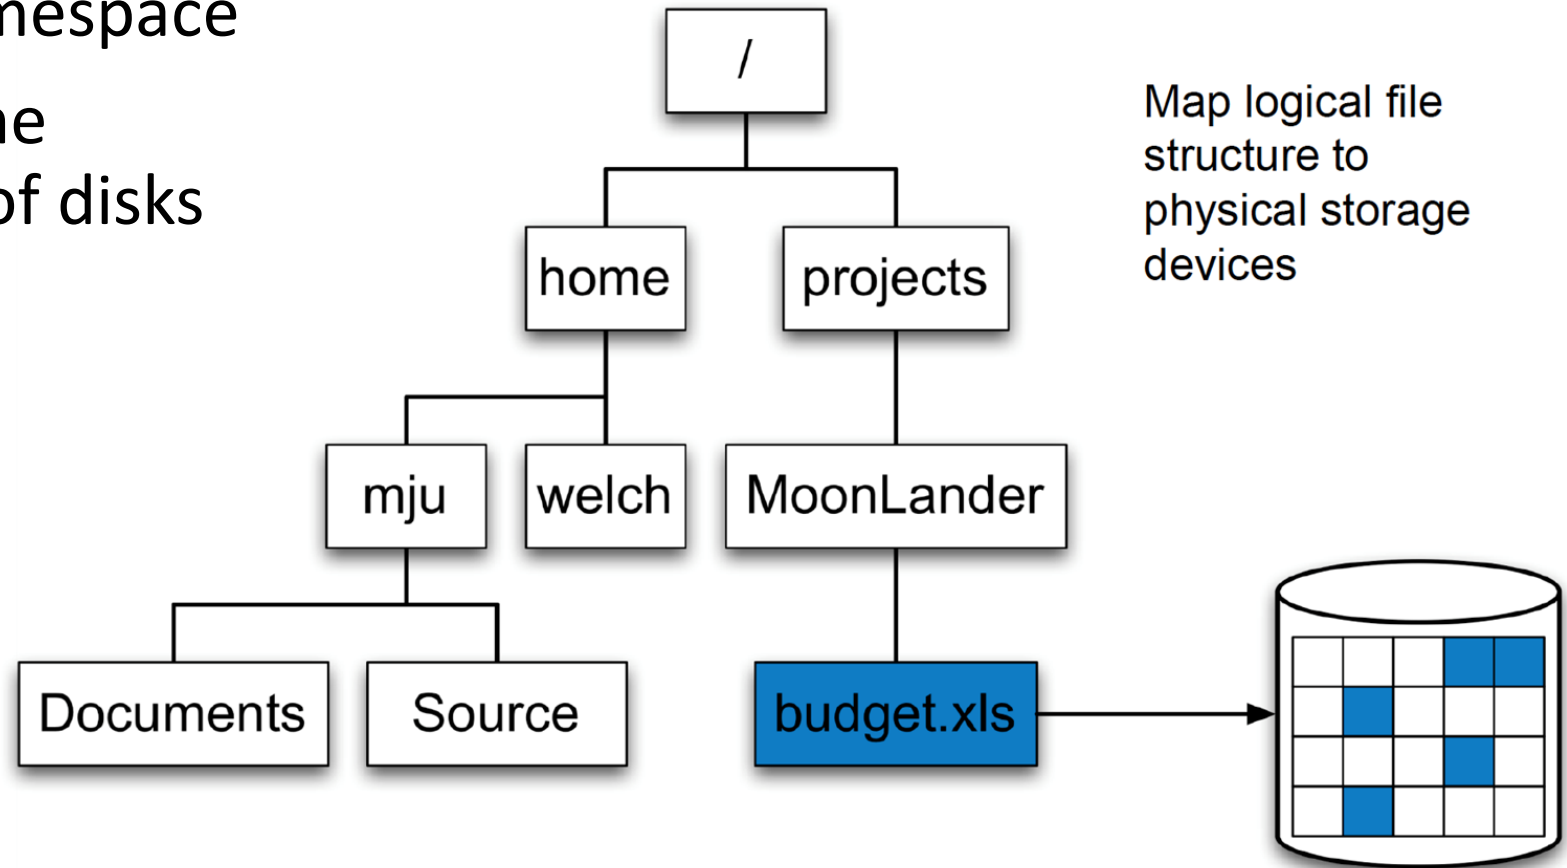 mespace
ne
of disks
/
Map logical file
structure to
physical storage
devices
home
projects
mju
welch
MoonLander
Documents
Source
budget.xls